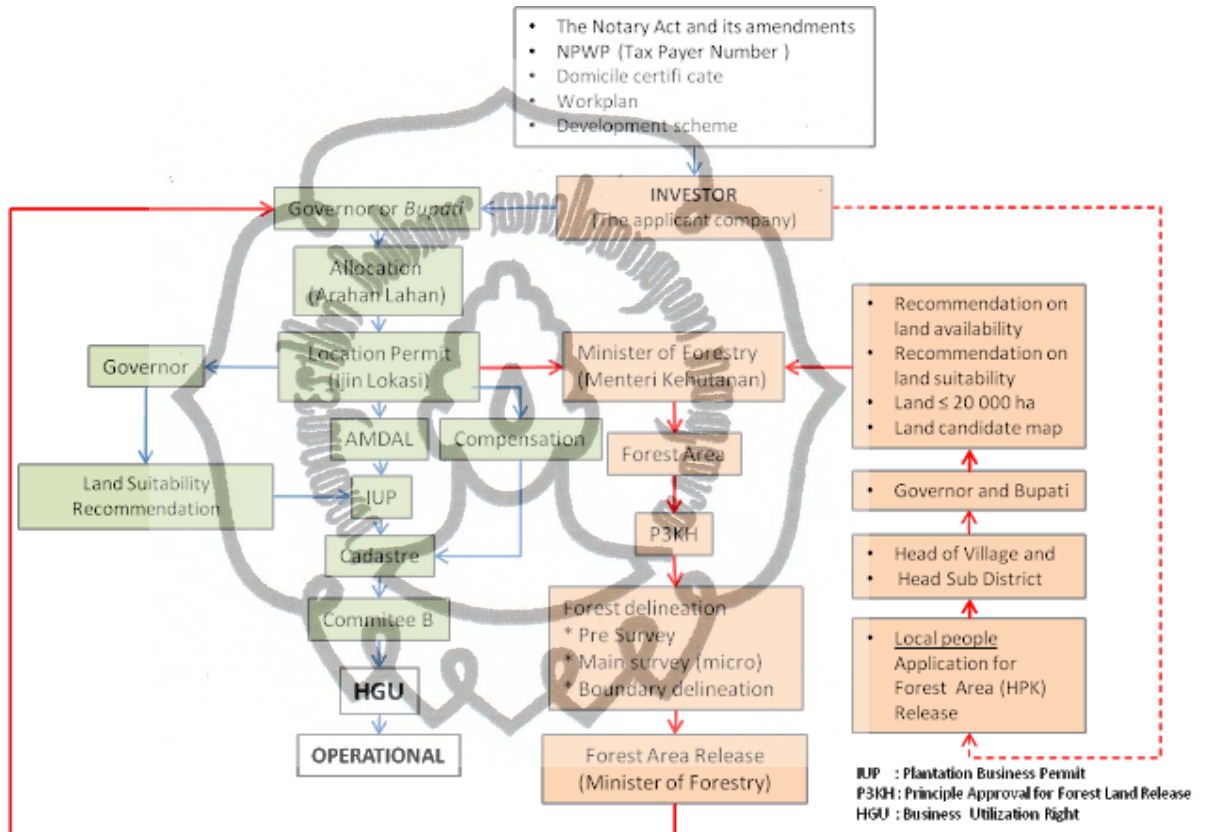 • The Notary Act and its amendments
• NPWP (Tax Payer Number )
• Domicile certifi cate
• Workplan
• Development scheme
INVESTOR
(The applicant company)
Governor or Bupati
Allocation
(Arahan Lahan)
Location Permit
(Ijin Lokasi)
Governor
AMDAL
Compensation
Land Suitability
Recommendation
IUP
Cadastre
Commitee B
HGU
OPERATIONAL
Minister of Forestry
(Menteri Kehutanan)
Forest Area
P3KH
Forest delineation
* Pre Survey
* Main survey (micro)
* Boundary delineation
Forest Area Release
(Minister of Forestry)
• Recommendation on
land availability
• Recommendation on
land suitability
• Land ≤ 20 000 ha
• Land candidate map
• Governor and Bupati
• Head of Village and
• Head Sub District
• Local people
Application for
Forest Area (HPK)
Release
IUP : Plantation Business Permit
P3KH : Principle Approval for Forest Land Release
HGU : Business Utilization Right